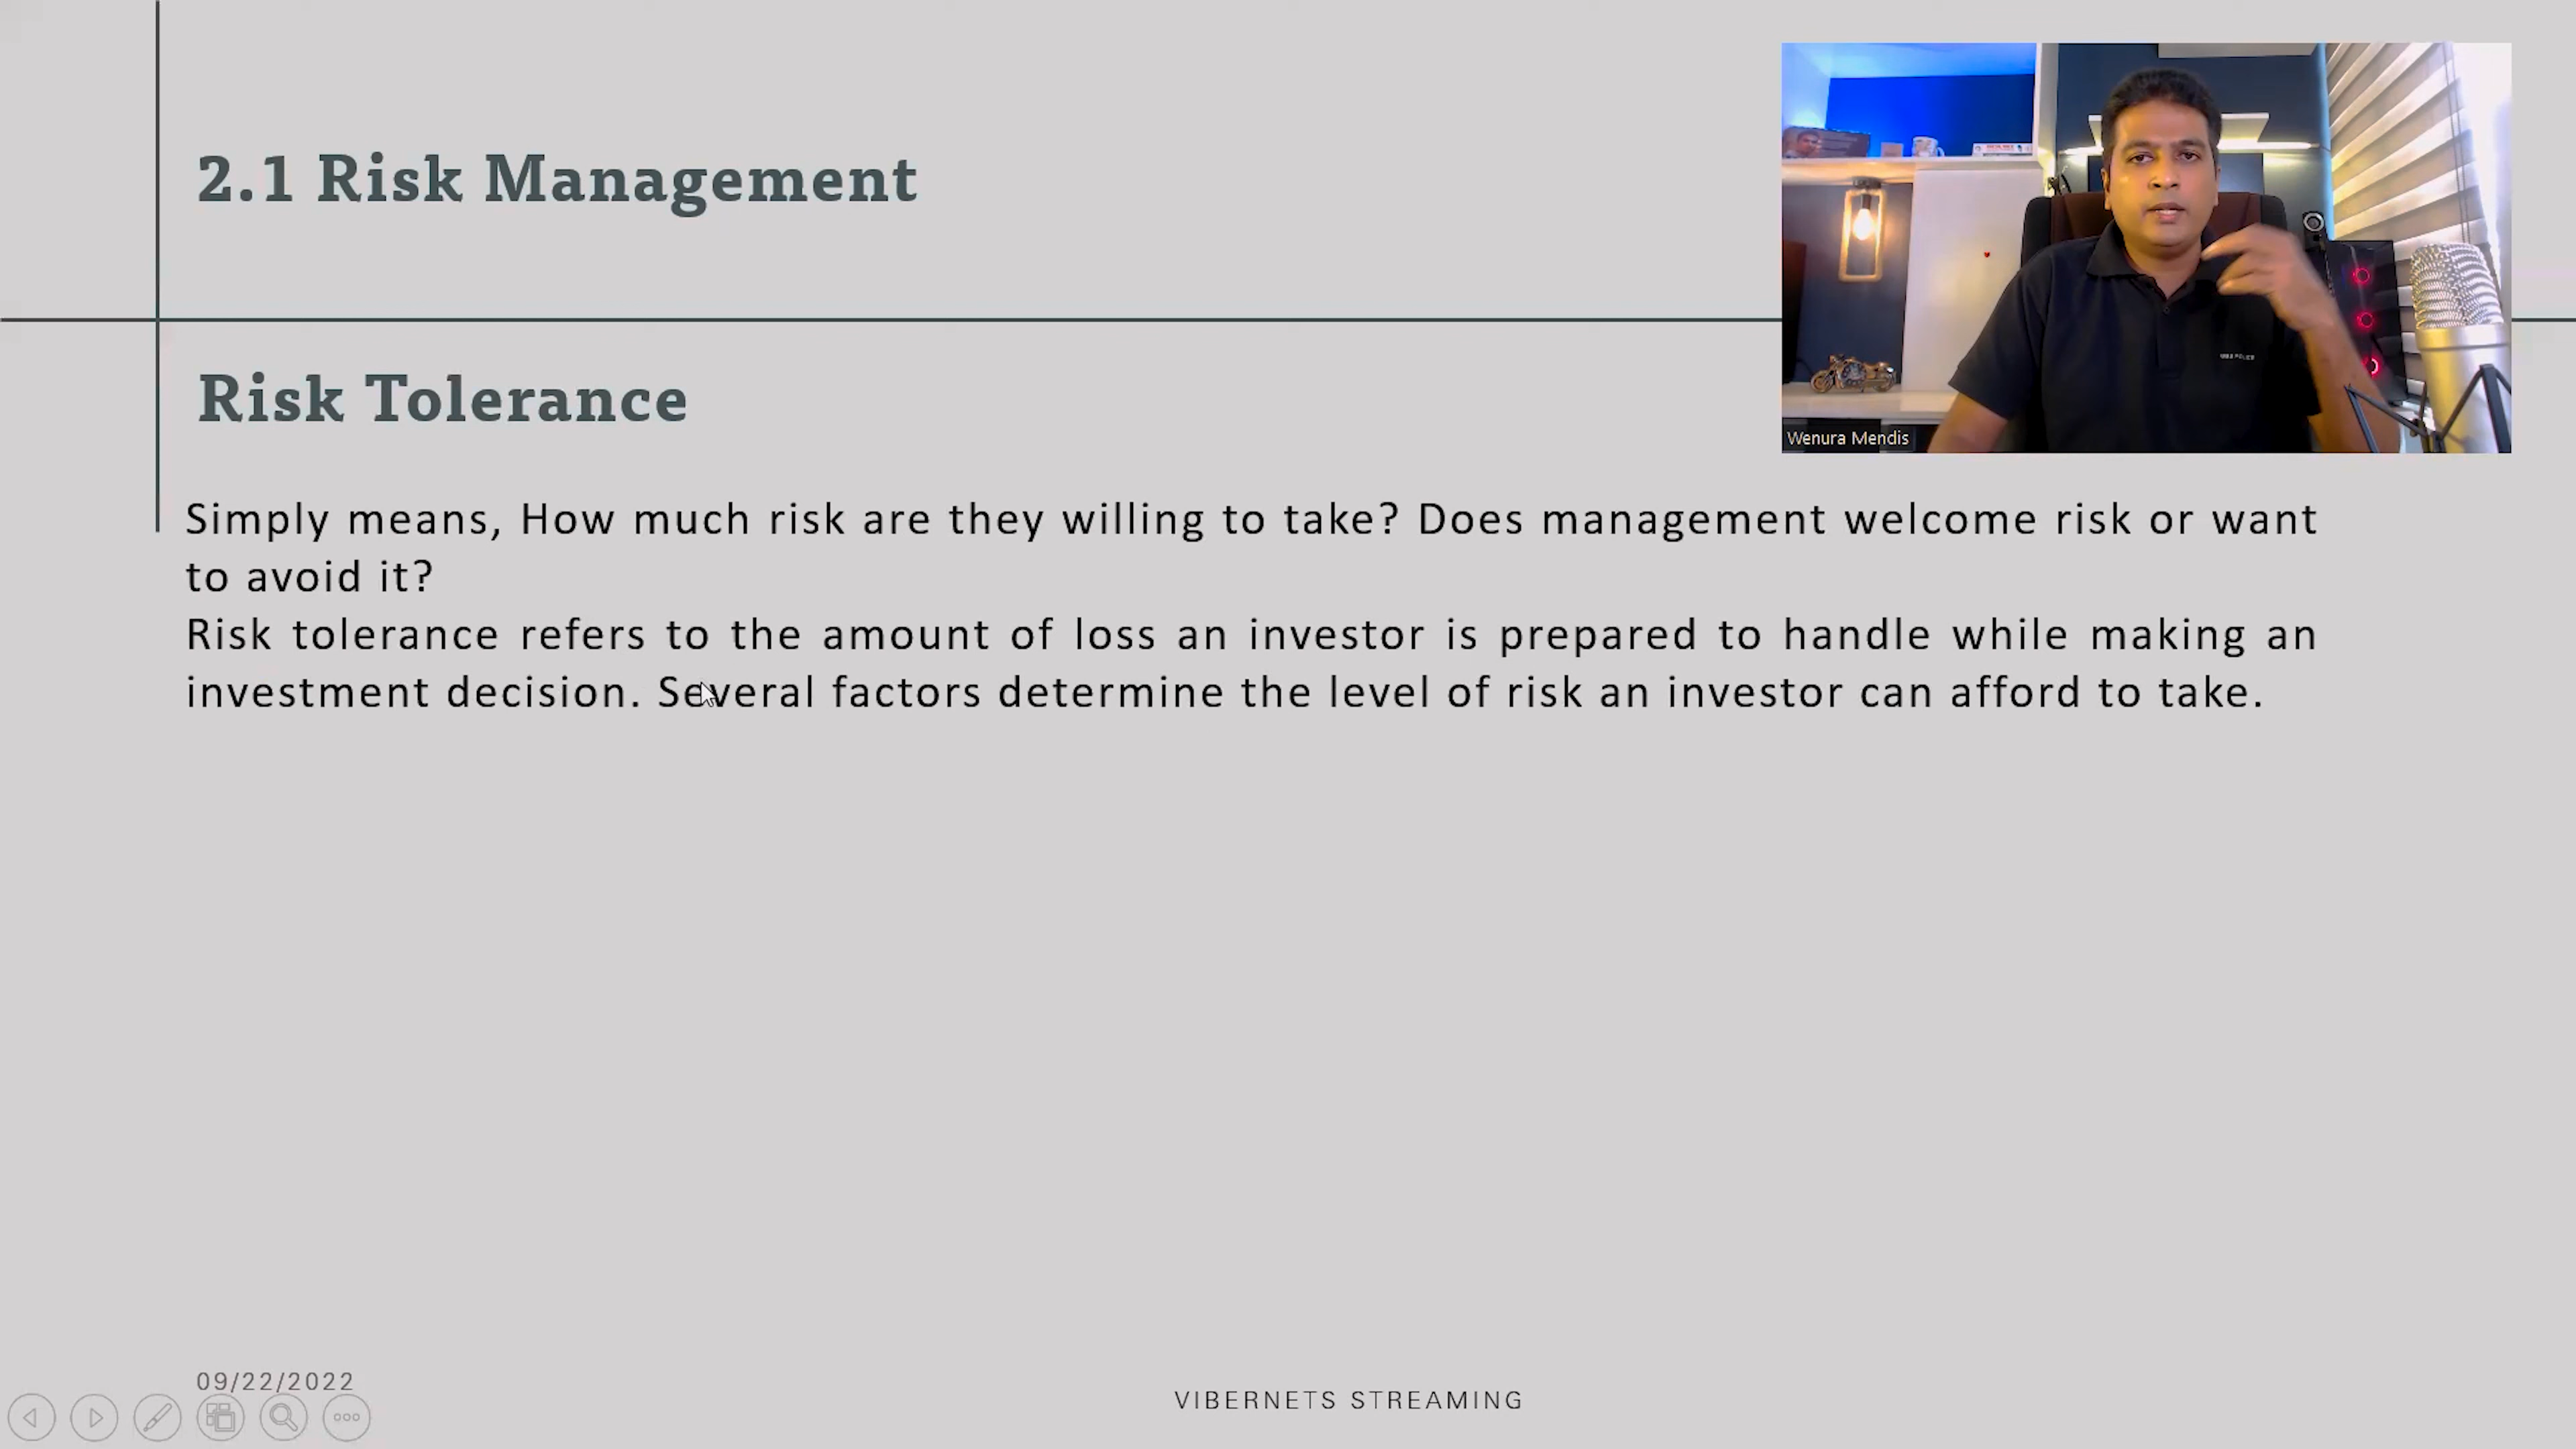 2.1 Risk Management
Wenura Mendis
Risk Tolerance
Simply means, How much risk are they willing to take? Does management welcome risk or want
to avoid it?
Risk tolerance refers to the amount of loss an investor is prepared to handle while making an
investment decision. Several factors determine the level of risk an investor can afford to take.
09/22/2022
VIBERNETS STREAMING